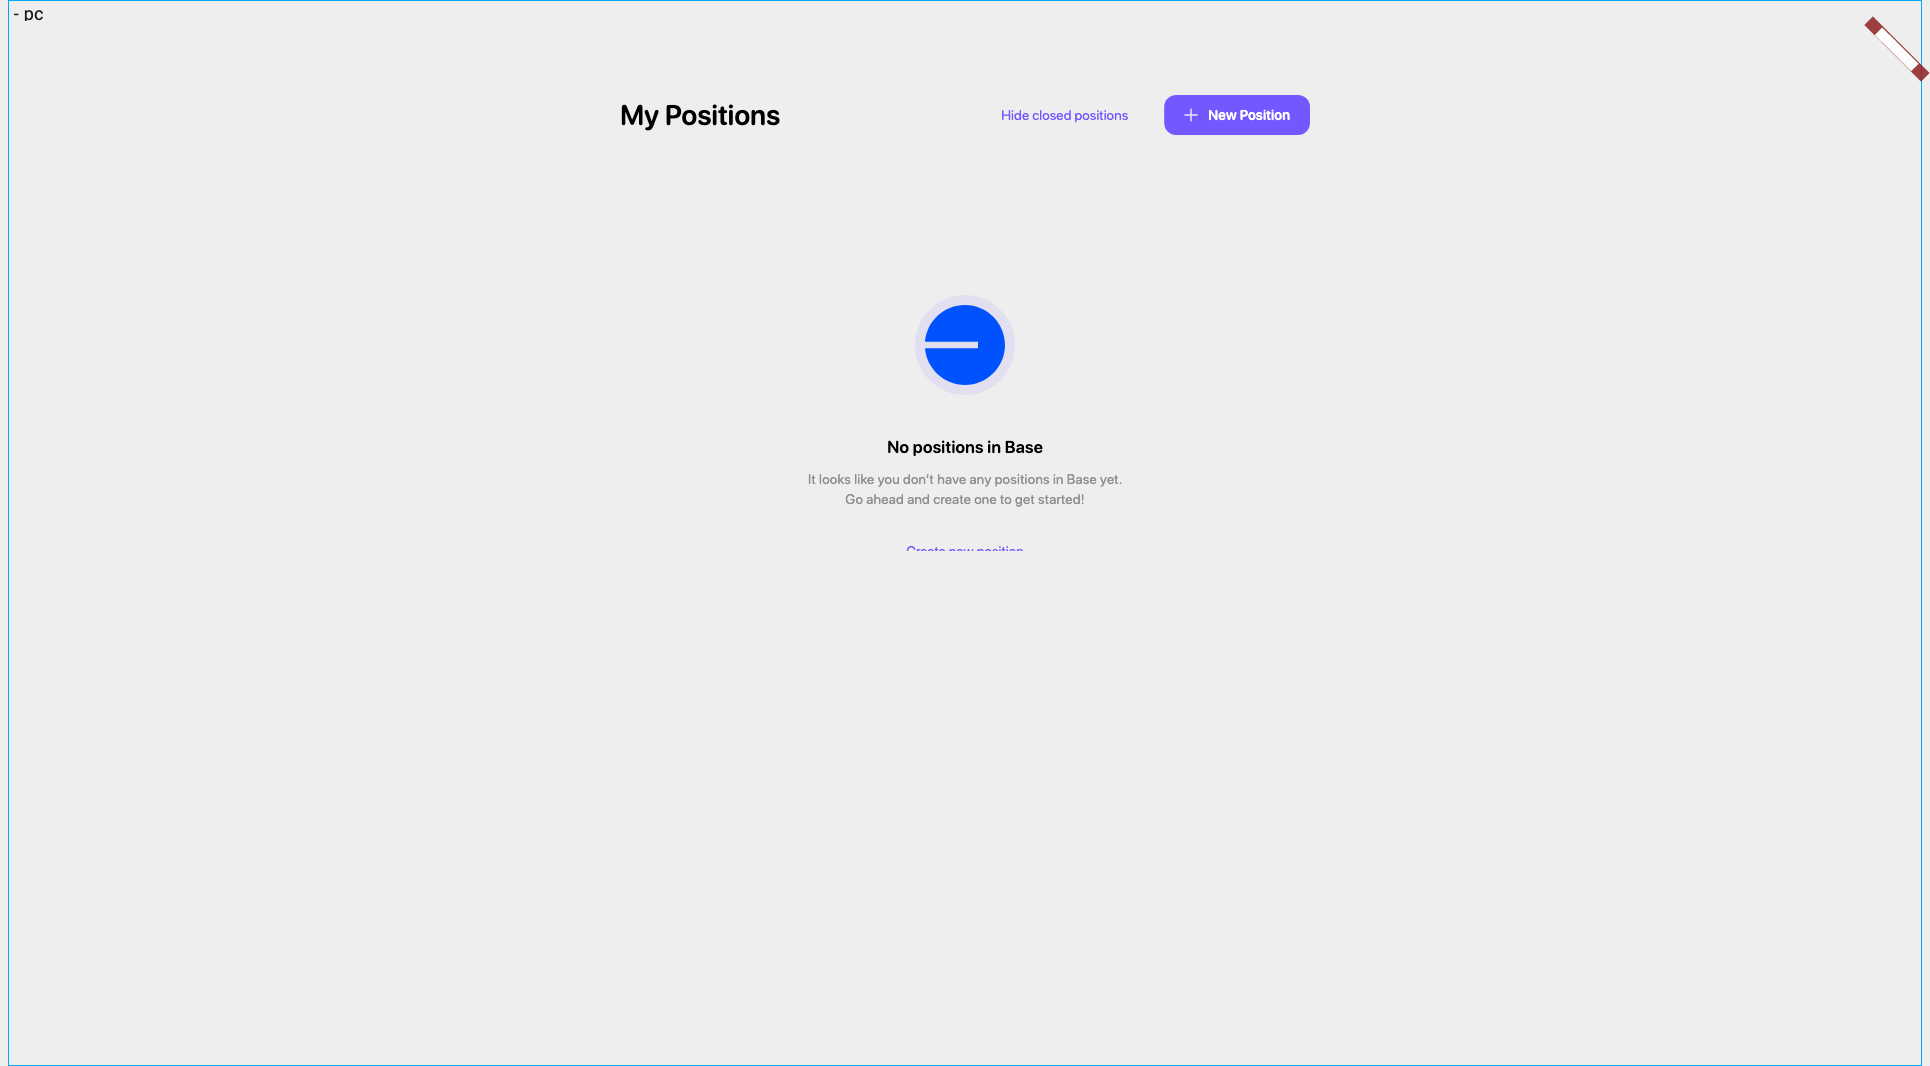 - pc
My Positions
Hide closed positions
New Position
No positions in Base
It looks like you don't have any positions in Base yet.
Go ahead and create one to get started!
Create new position